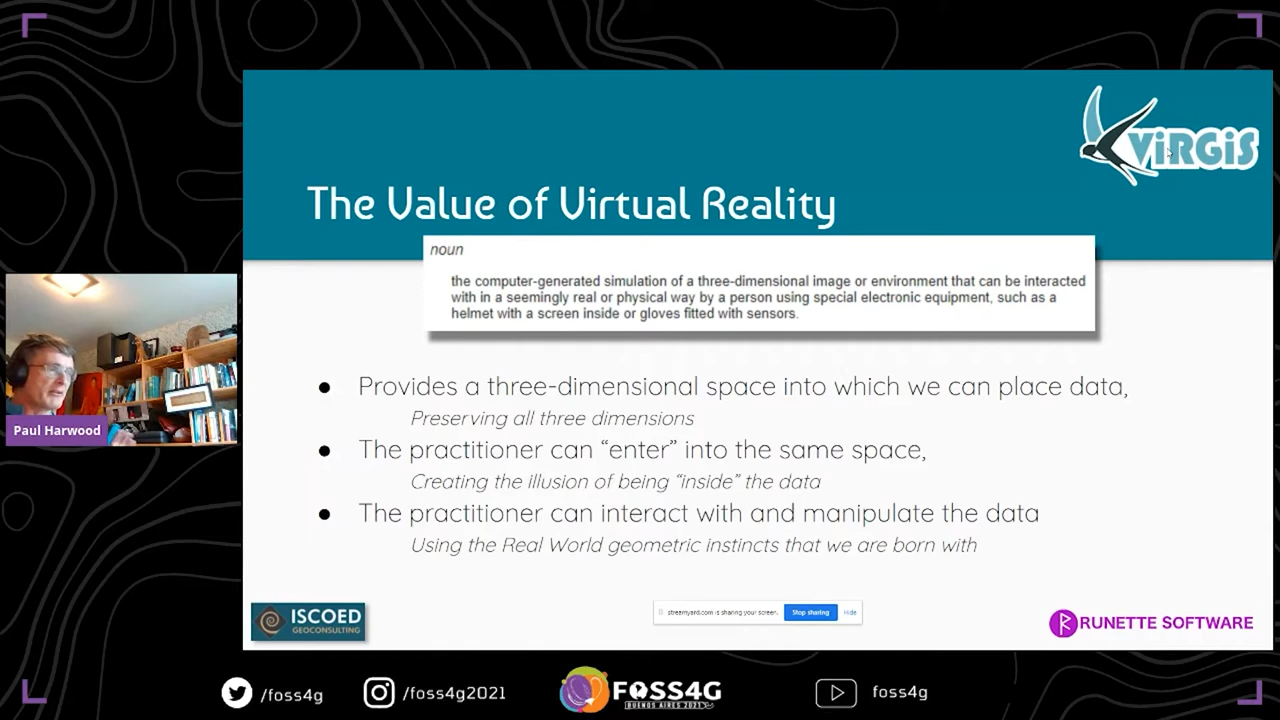 ViRGiS
The Value of Virtual Reality
noun
the computer-generated simulation of a three-dimensional image or environment that can be interacted
with in a seemingly real or physical way by a person using special electronic equipment, such as a
helmet with a screen inside or gloves fitted with sensors.
● Provides a three-dimensional space into which we can place data,
Preserving all three dimensions
● The practitioner can “enter” into the same space,
Creating the illusion of being “inside” the data
● The practitioner can interact with and manipulate the data
Using the Real World geometric instincts that we are born with
Paul Harwood
ISCOED
GEOCONSULTING
streamyard.com is sharing your screen.
Stop sharing
Hide
RUNETTE SOFTWARE
/foss4g
/foss4g2021
FOSS4G
BUENOS AIRES 2021
foss4g